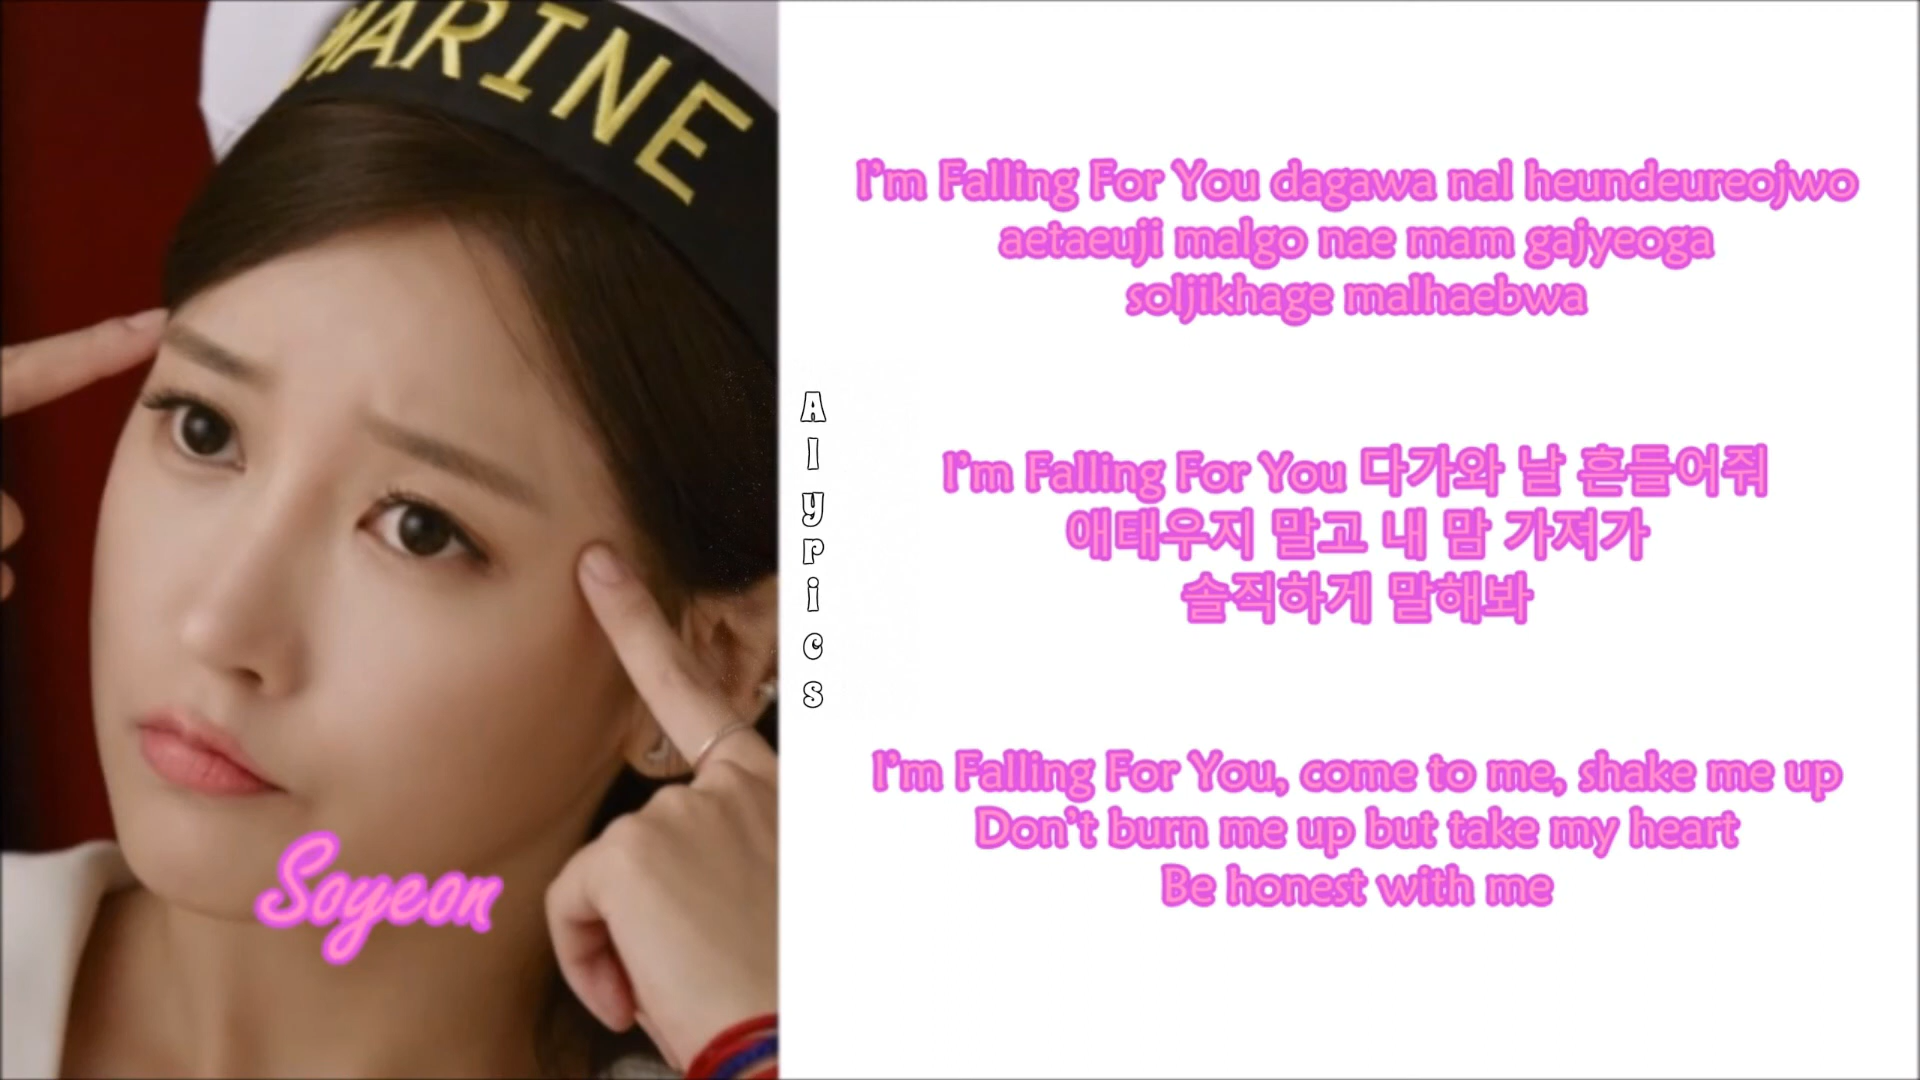 MARINE
Soyeon
Alypics
I'm Falling For You dagawa nal heundeureojwo
aetaeuji malgo nae mam gajyeoga
soljikhage malhaebwa
I'm Falling For You 다가와 날 흔들어줘
애태우지 말고 내 맘 가져가
솔직하게 말해봐
I'm Falling For You, come to me, shake me up
Don't burn me up but take my heart
Be honest with me